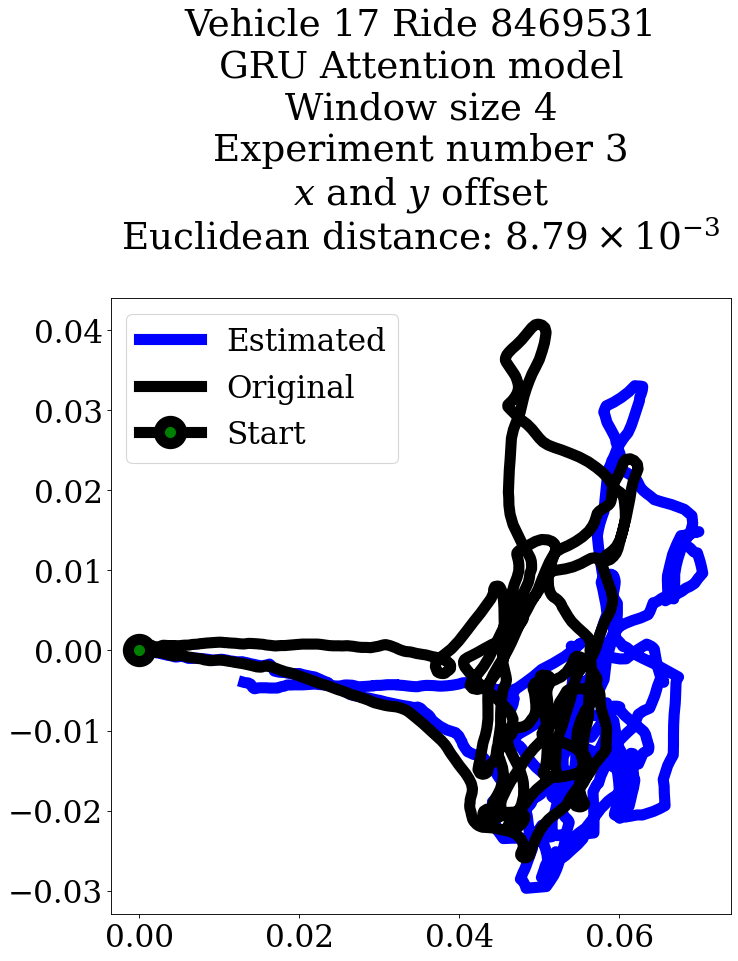 Vehicle 17 Ride 8469531
GRU Attention model
Window size 4
Experiment number 3
x and y offset
Euclidean distance: 8.79 × 10⁻³
Estimated
Original
Start
0.04
0.03
0.02
0.01
0.00
−0.01
−0.02
−0.03
0.00 0.02 0.04 0.06